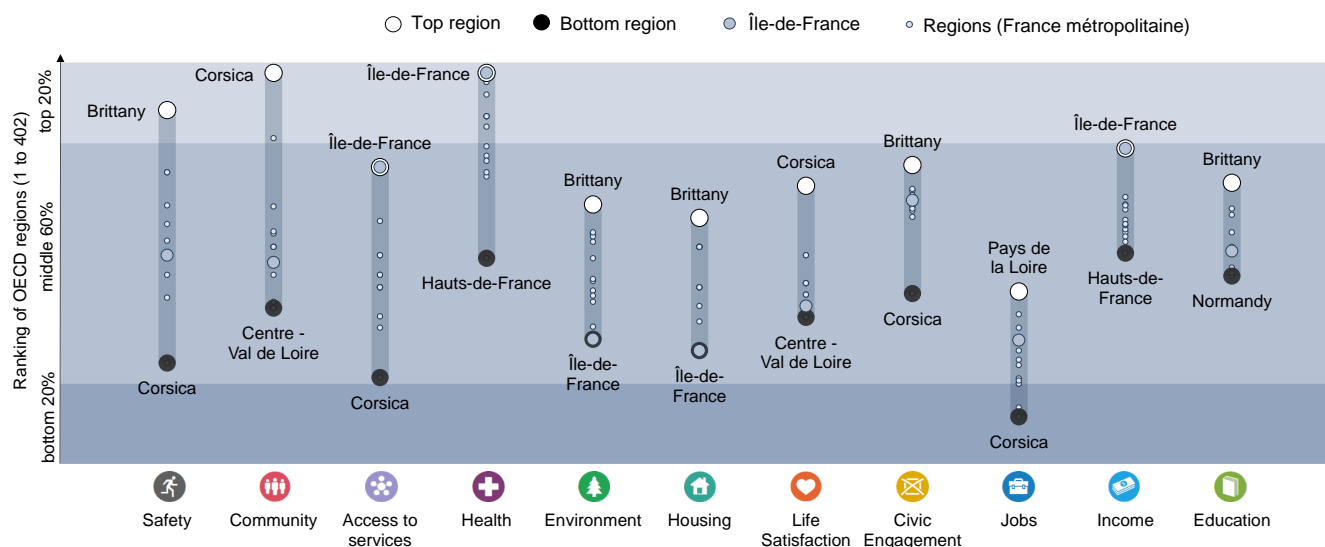 Top region
Bottom region
Île-de-France
Regions (France métropolitaine)
Ranking of OECD regions (1 to 402)
top 20%
middle 60%
bottom 20%
Brittany
Corsica
Corsica
Centre -
Val de Loire
Île-de-France
Corsica
Île-de-France
Hauts-de-France
Brittany
Île-de-
France
Brittany
Île-de-
France
Corsica
Centre -
Val de Loire
Brittany
Corsica
Pays de
la Loire
Corsica
Île-de-France
Hauts-de-
France
Brittany
Normandy
Safety
Community
Access to
services
Health
Environment
Housing
Life
Satisfaction
Civic
Engagement
Jobs
Income
Education